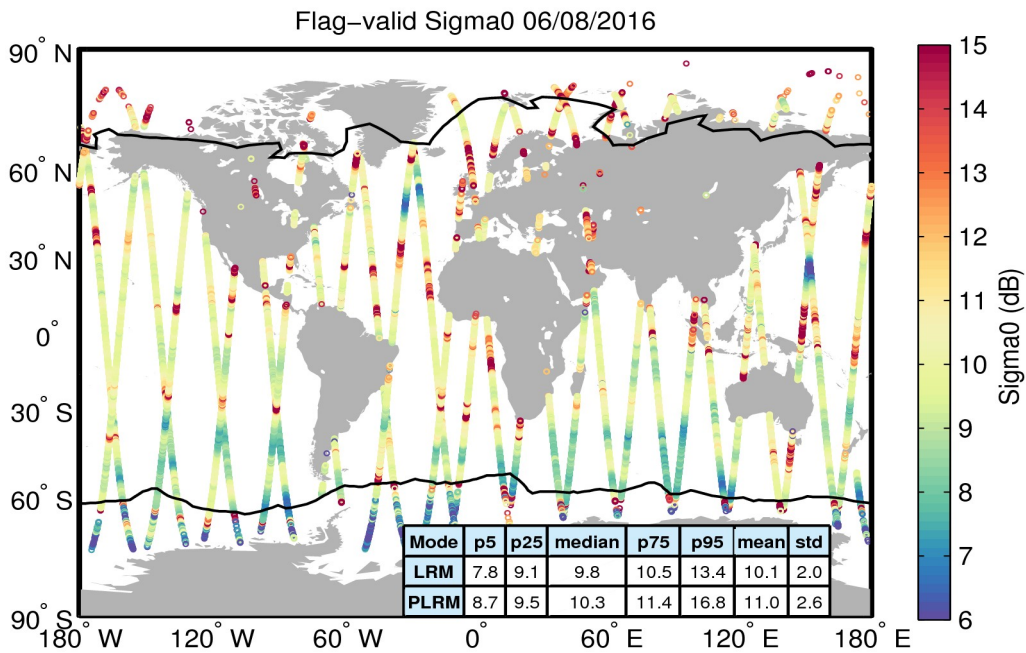 Flag−valid Sigma0 06/08/2016
90° N
60° N
30° N
0°
30° S
60° S
90° S
180° W
120° W
60° W
0°
60° E
120° E
180° E
Mode p5 p25 median p75 p95 mean std
LRM 7.8 9.1 9.8 10.5 13.4 10.1 2.0
PLRM 8.7 9.5 10.3 11.4 16.8 11.0 2.6
15
14
13
12
11
10
9
8
7
6
Sigma0 (dB)